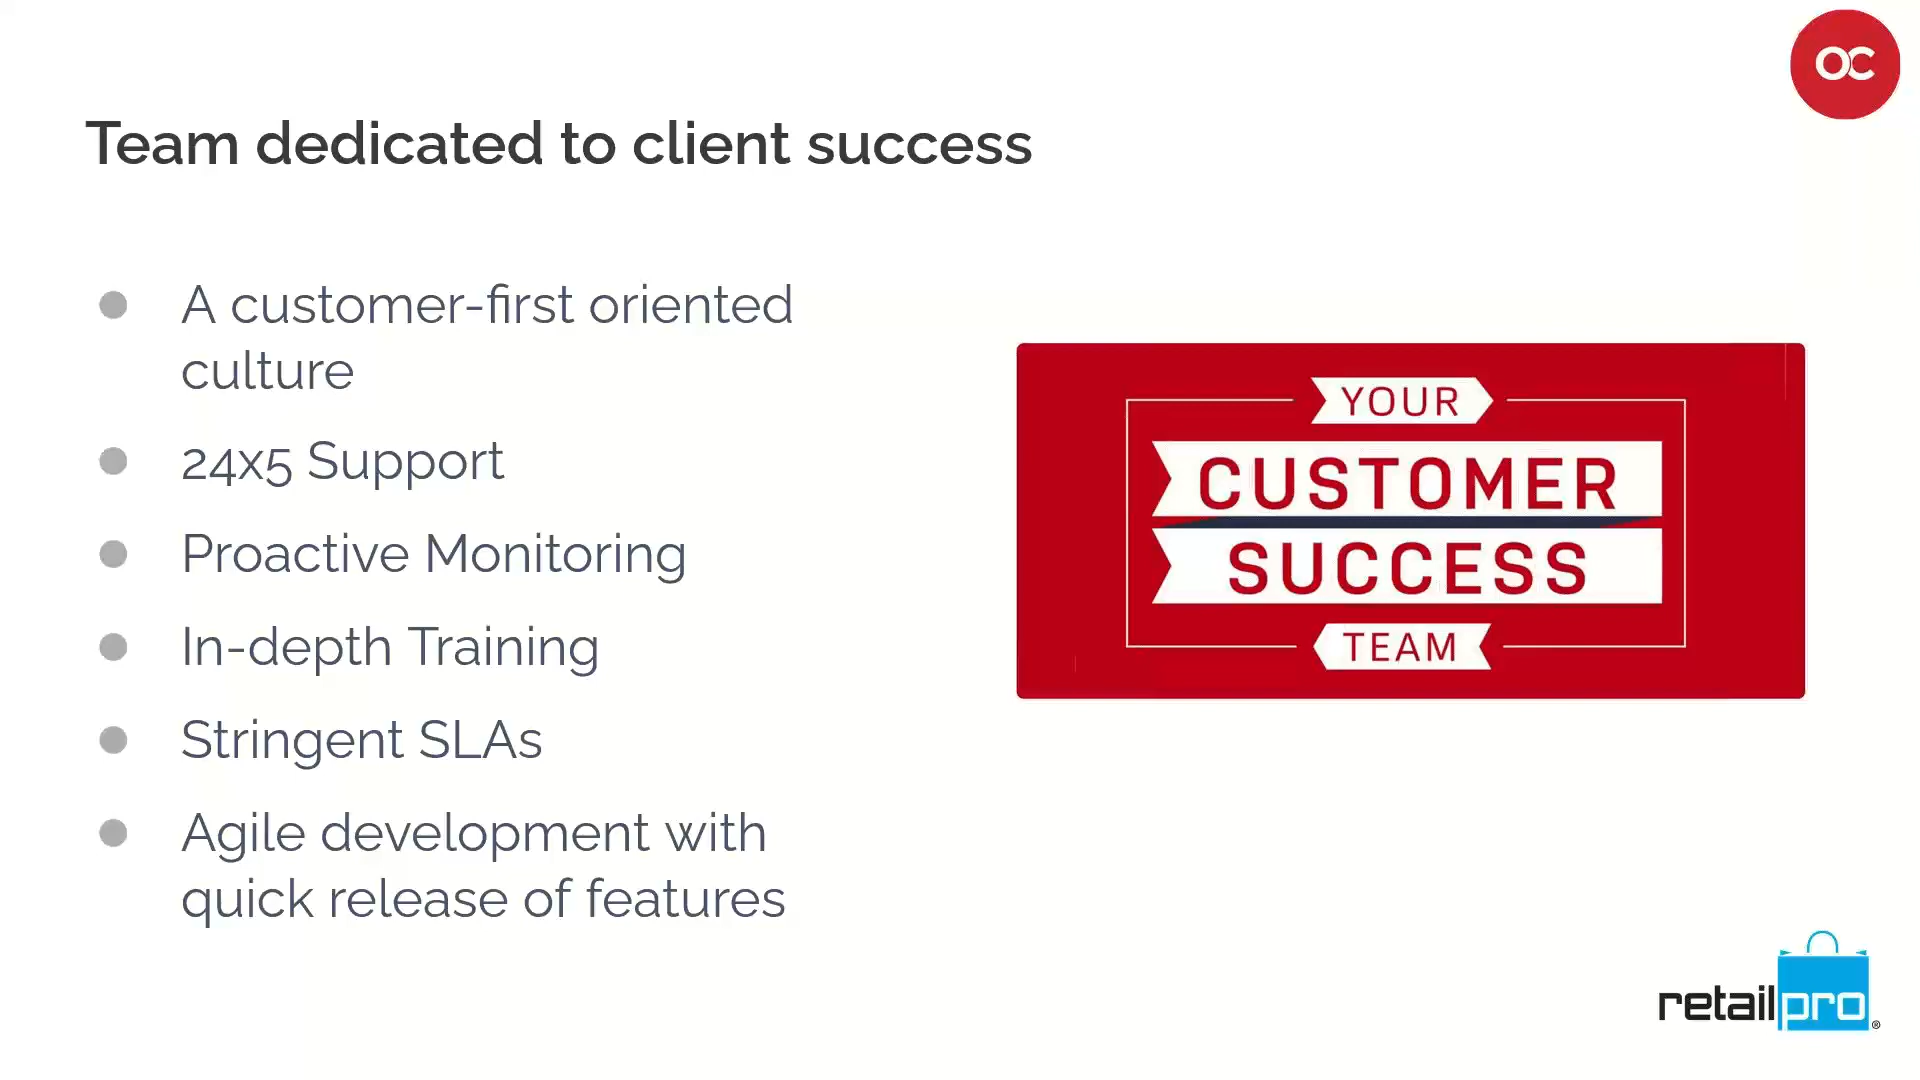 OC
Team dedicated to client success
A customer-first oriented
culture
24x5 Support
Proactive Monitoring
In-depth Training
Stringent SLAs
Agile development with
quick release of features
YOUR
CUSTOMER
SUCCESS
TEAM
retailpro®